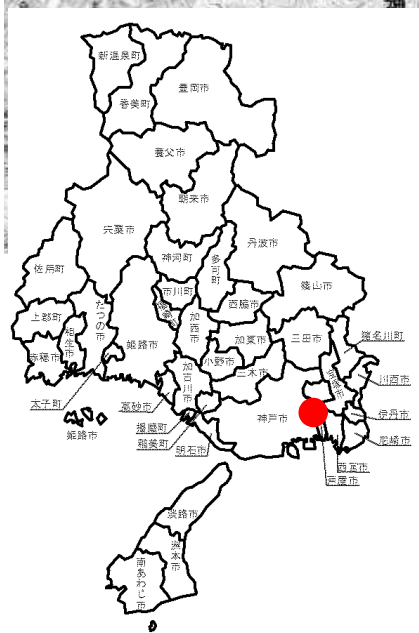 新温泉町
香美町
豊岡市
養父市
朝来市
宍粟市
神河町
多可町
丹波市
佐用町
市川町
篠山市
西脇市
たつの市
上郡町
相生市
福崎町
加西市
加東市
三田市
猪名川町
姫路市
赤穂市
小野市
三木市
宝塚市
川西市
加古川市
太子町
高砂市
神戸市
伊丹市
播磨町
尼崎市
姫路市
稲美町
明石市
西宮市
芦屋市
淡路市
洲本市
南あわじ市